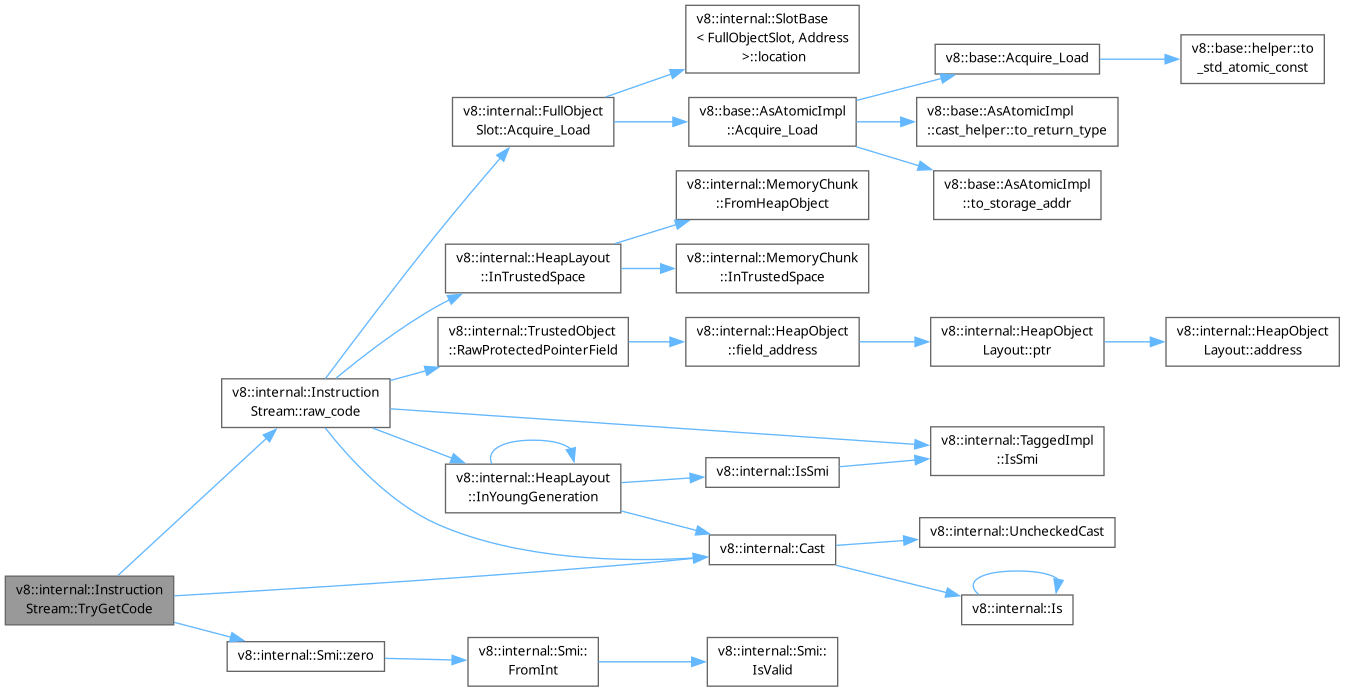 v8::internal::SlotBase
< FullObjectSlot, Address
>::location
v8::base::Acquire_Load
v8::base::helper::to
_std_atomic_const
v8::internal::FullObject
Slot::Acquire_Load
v8::base::AsAtomicImpl
::Acquire_Load
v8::base::AsAtomicImpl
::cast_helper::to_return_type
v8::base::AsAtomicImpl
::to_storage_addr
v8::internal::MemoryChunk
::FromHeapObject
v8::internal::HeapLayout
::InTrustedSpace
v8::internal::MemoryChunk
::InTrustedSpace
v8::internal::TrustedObject
::RawProtectedPointerField
v8::internal::HeapObject
::field_address
v8::internal::HeapObject
Layout::ptr
v8::internal::HeapObject
Layout::address
v8::internal::Instruction
Stream::raw_code
v8::internal::TaggedImpl
::IsSmi
v8::internal::HeapLayout
::InYoungGeneration
v8::internal::IsSmi
v8::internal::Cast
v8::internal::UncheckedCast
v8::internal::Is
v8::internal::Instruction
Stream::TryGetCode
v8::internal::Smi::zero
v8::internal::Smi::
FromInt
v8::internal::Smi::
IsValid